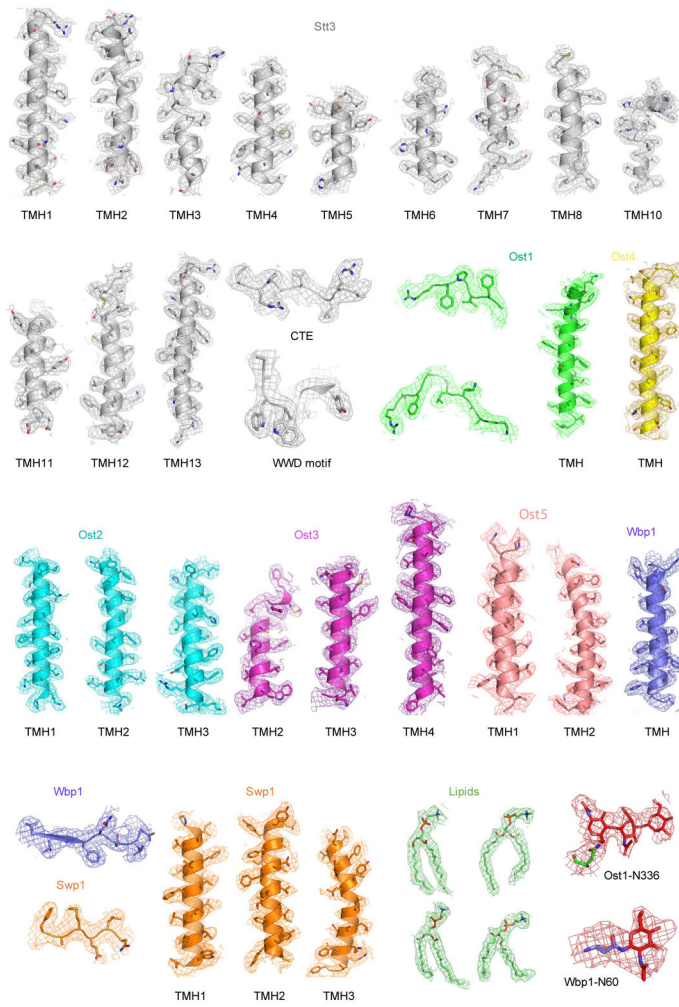 Stt3
TMH1 TMH2 TMH3 TMH4 TMH5 TMH6 TMH7 TMH8 TMH10
Ost1 Ost4
CTE
TMH11 TMH12 TMH13 WWD motif TMH TMH
Ost2 Ost3 Ost5 Wbp1
TMH1 TMH2 TMH3 TMH2 TMH3 TMH4 TMH1 TMH2 TMH
Wbp1 Swp1 Lipids
Ost1-N336
Swp1
Wbp1-N60
TMH1 TMH2 TMH3